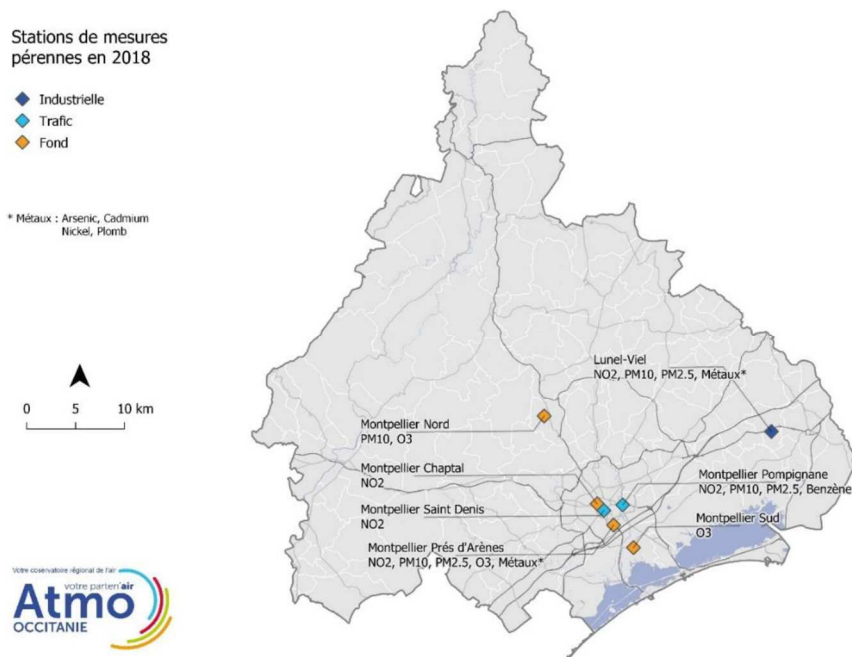 Stations de mesures
pérennes en 2018
Industrielle
Trafic
Fond
* Métaux : Arsenic, Cadmium
Nickel, Plomb
0 5 10 km
Lunel-Viel
NO2, PM10, PM2.5, Métaux*
Montpellier Nord
PM10, O3
Montpellier Chaptal
NO2
Montpellier Saint Denis
NO2
Montpellier Prés d'Arènes
NO2, PM10, PM2.5, O3, Métaux*
Montpellier Pompignane
NO2, PM10, PM2.5, Benzène
Montpellier Sud
O3
Votre observatoire régional de l'air
votre parten'air
Atmo
OCCITANIE